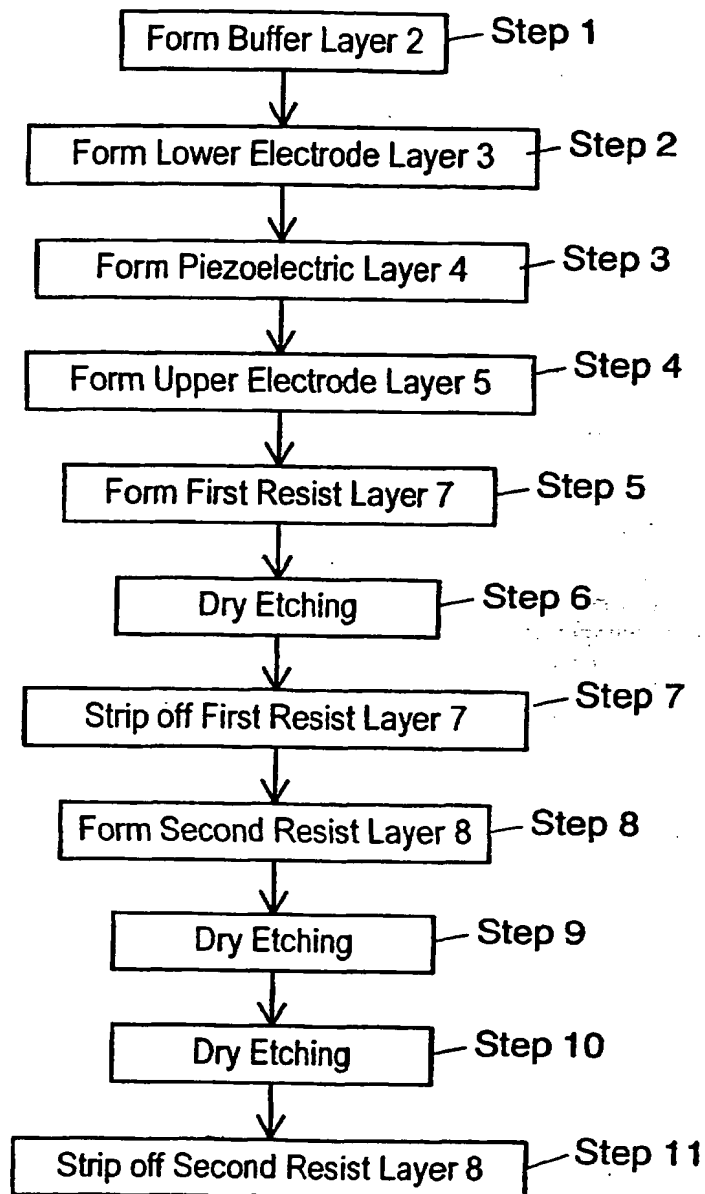 Form Buffer Layer 2 Step 1
Form Lower Electrode Layer 3 Step 2
Form Piezoelectric Layer 4 Step 3
Form Upper Electrode Layer 5 Step 4
Form First Resist Layer 7 Step 5
Dry Etching Step 6
Strip off First Resist Layer 7 Step 7
Form Second Resist Layer 8 Step 8
Dry Etching Step 9
Dry Etching Step 10
Strip off Second Resist Layer 8 Step 11